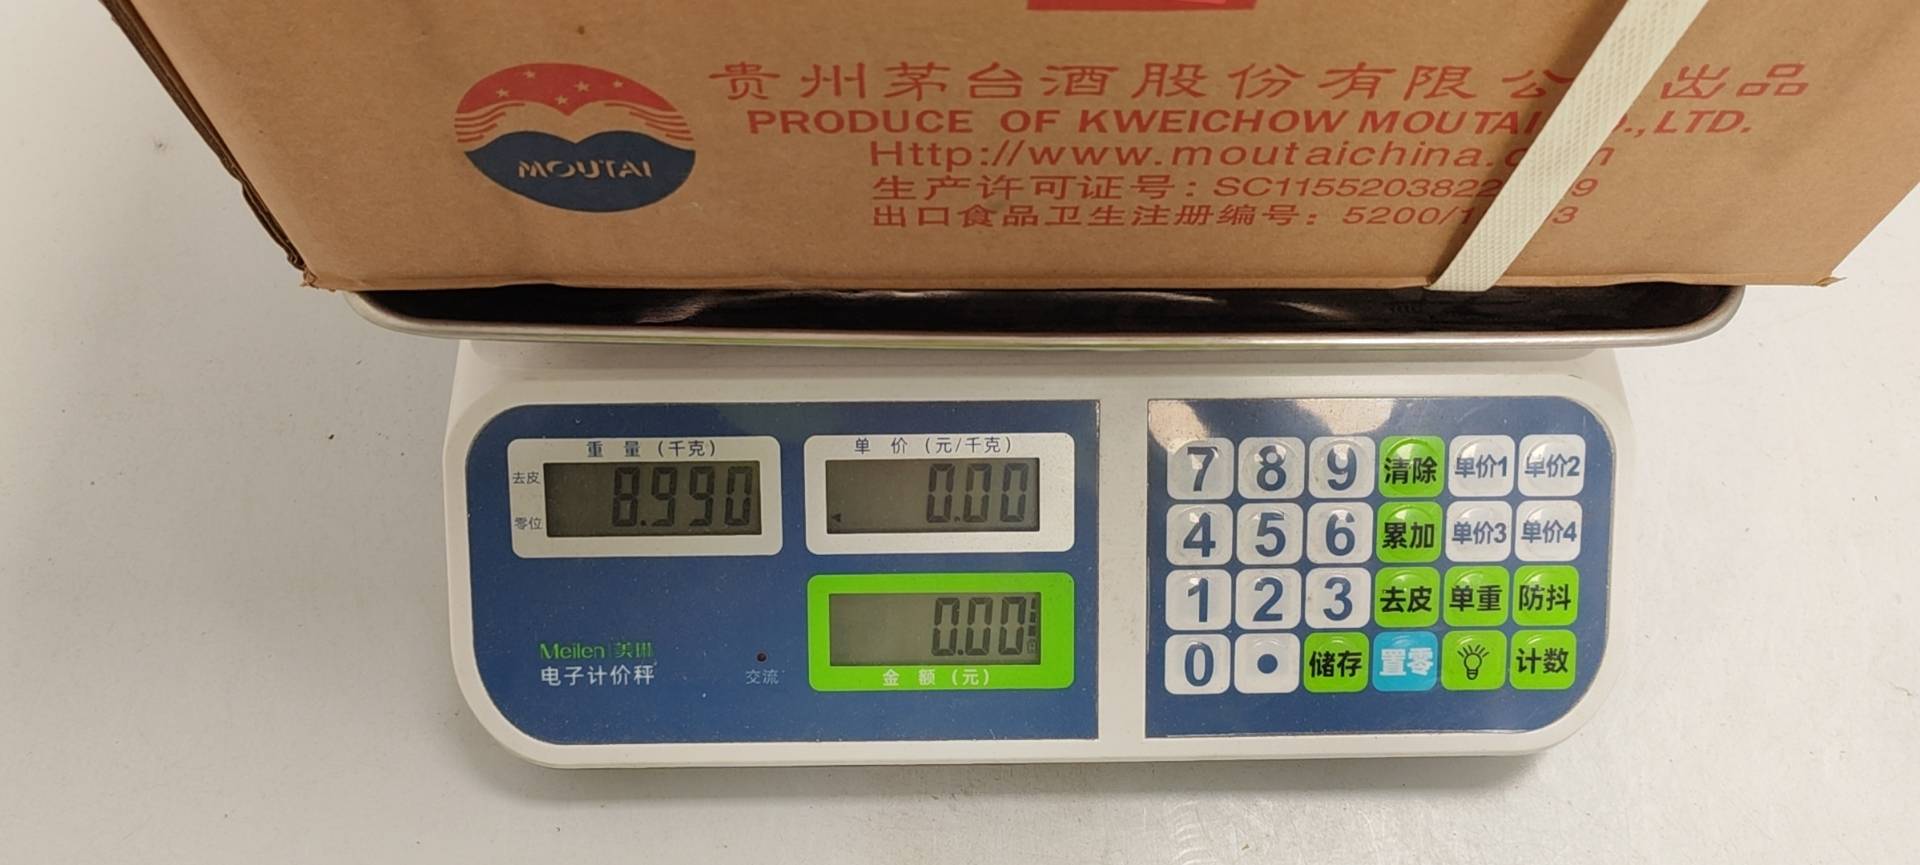 贵州茅台酒股份有限公 出品
PRODUCE OF KWEICHOW MOUTAI ., LTD.
MOUTAI
Http://www.moutaichina.
生产许可证号: SC1155203822 9
出口食品卫生注册编号: 5200/1 3
重 量 (千克)
去皮
8.990
零位
单 价 (元/千克)
0.00
0.00
金 额 (元)
Meilen 美琳
电子计价秤
交流
7 8 9 清除 单价1 单价2
4 5 6 累加 单价3 单价4
1 2 3 去皮 单重 防抖
0 • 储存 置零 计数